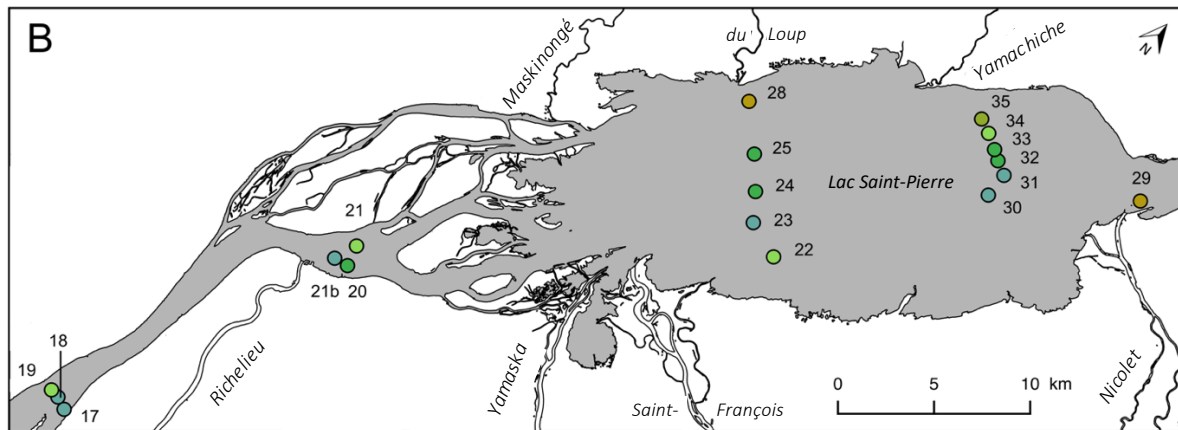 B
Maskinongé
du Loup
Yamachiche
N
28
35
34
33
32
31
30
25
24
23
22
Lac Saint-Pierre
29
21
21b 20
18
19
17
Richelieu
Yamaska
Saint- François
Nicolet
0 5 10 km